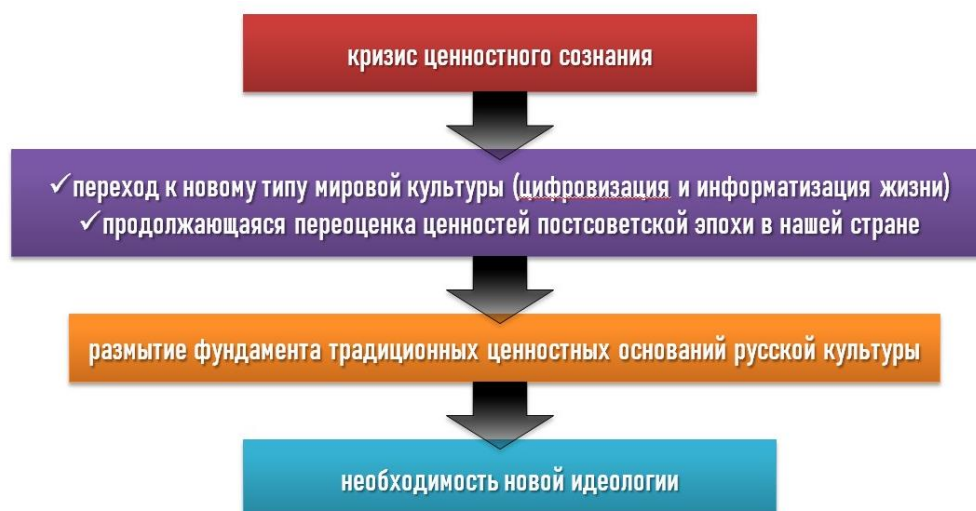 кризис ценностного сознания
✓переход к новому типу мировой культуры (цифровизация и информатизация жизни)
✓продолжающаяся переоценка ценностей постсоветской эпохи в нашей стране
размытие фундамента традиционных ценностных оснований русской культуры
необходимость новой идеологии